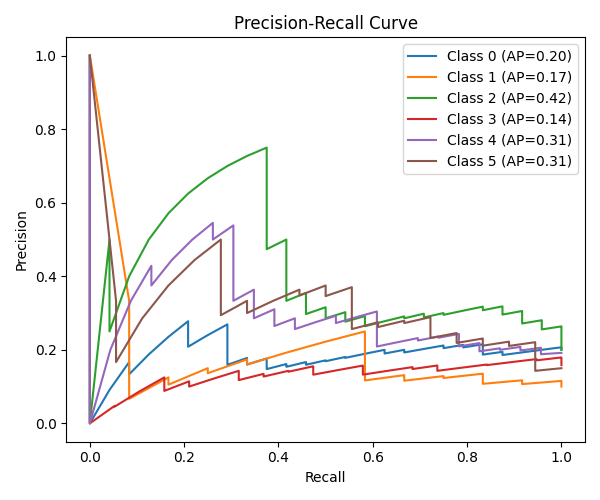 Precision-Recall Curve
Class 0 (AP=0.20)
Class 1 (AP=0.17)
Class 2 (AP=0.42)
Class 3 (AP=0.14)
Class 4 (AP=0.31)
Class 5 (AP=0.31)
Precision
1.0
0.8
0.6
0.4
0.2
0.0
0.0 0.2 0.4 0.6 0.8 1.0
Recall